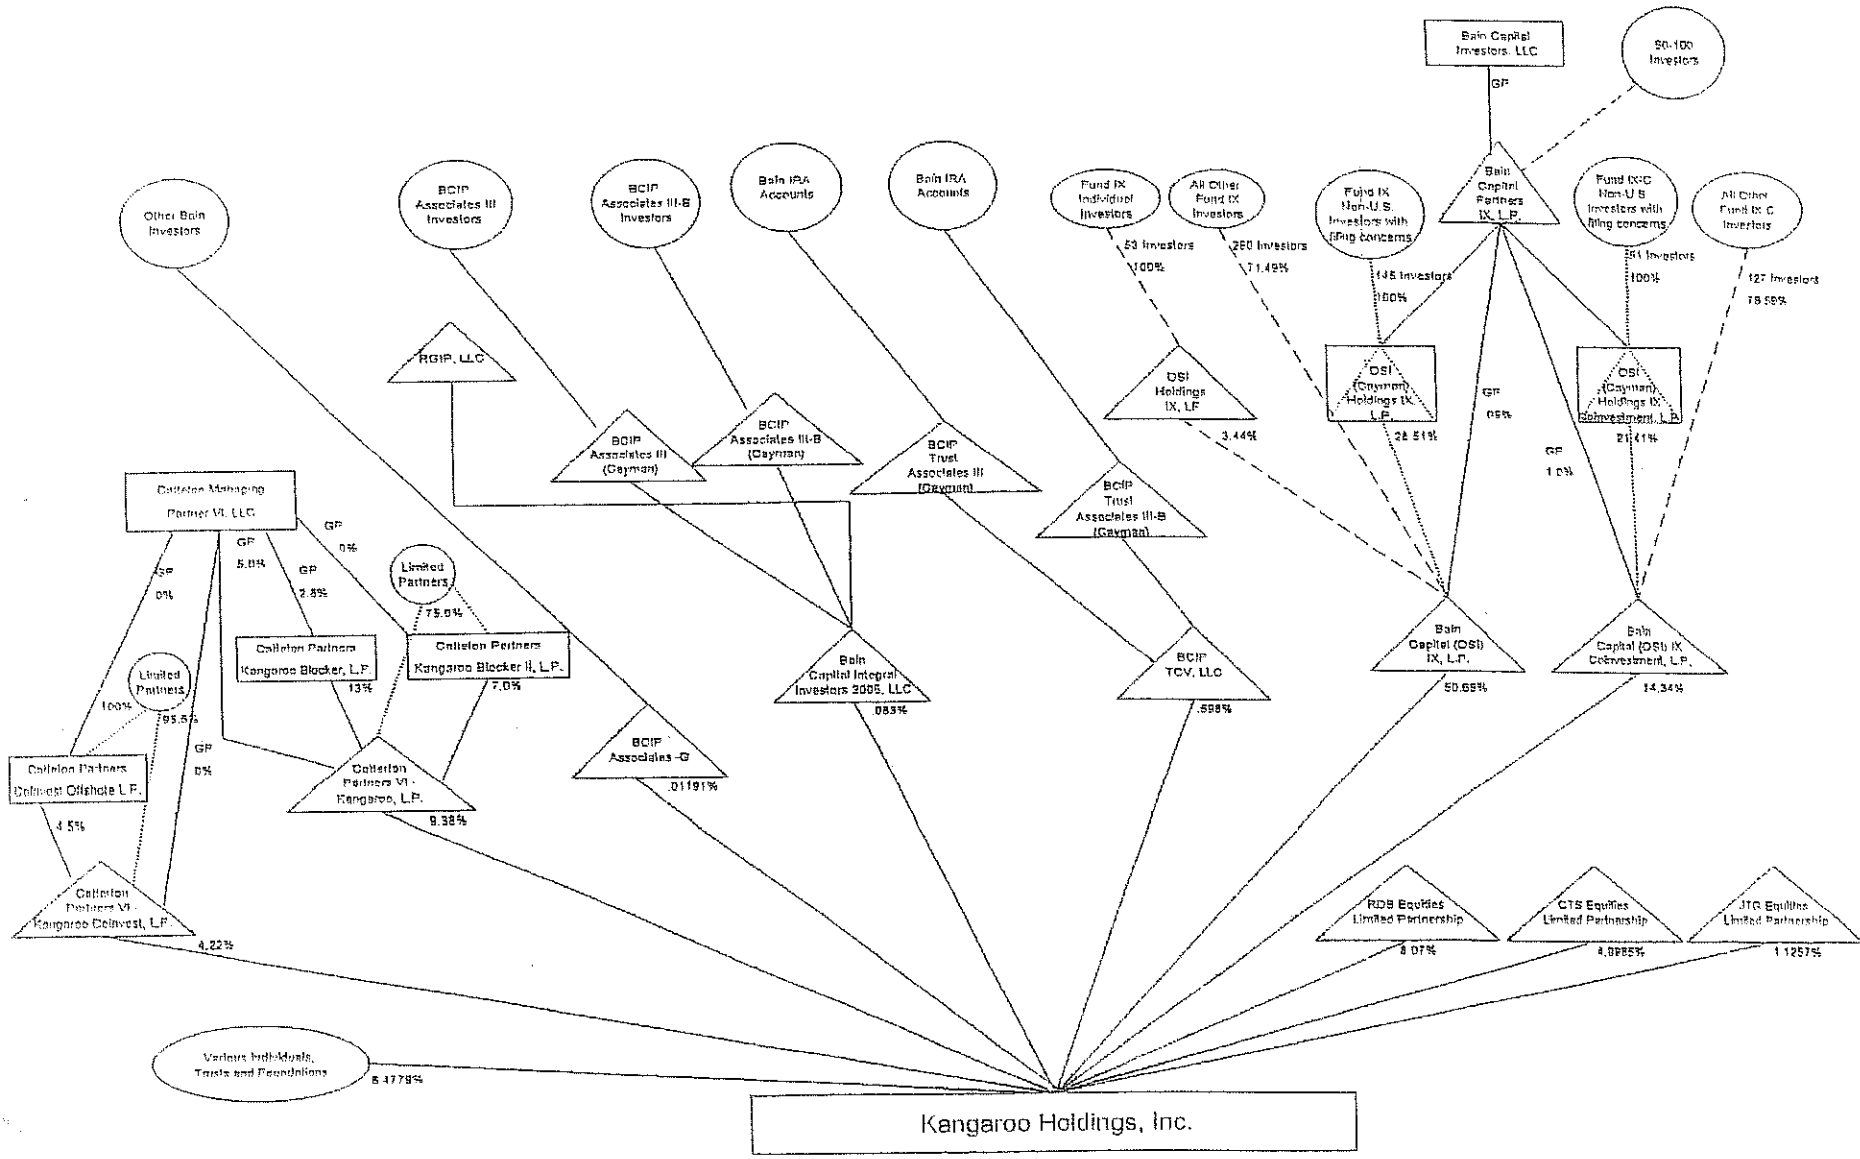 Bain Capital
Investors, LLC
50-100
Investors
GP
Other Bain
Investors
BCIP
Associates III
Investors
BCIP
Associates III-B
Investors
Bain IRA
Accounts
Bain IRA
Accounts
Fund IX
Individual
Investors
All Other
Fund IX
Investors
Fund IX
Non-U.S.
Investors with
filing concerns
Bain
Capital
Partners
IX, L.P.
Fund IX-C
Non-U.S
Investors with
filing concerns
All Other
Fund IX-C
Investors
53 Investors
100%
260 Investors
71.49%
145 Investors
100%
51 Investors
100%
127 Investors
78.59%
RGIP, LLC
OSI
Holdings
IX, LP
3.44%
OSI
(Cayman)
Holdings IX
L.P.
28.51%
GP
GP
1.0%
OSI
(Cayman)
Holdings IX
Coinvestment, L.P.
21.41%
BCIP
Associates III
(Cayman)
BCIP
Associates III-B
(Cayman)
BCIP
Trust
Associates III
(Cayman)
BCIP
Trust
Associates III-B
(Cayman)
Catterton Managing
Partner VI, LLC
GP
0%
GP
5.0%
GP
2.5%
GP
0%
Limited
Partners
75.0%
Catterton Partners
Kangaroo Blocker, L.P.
13%
Catterton Partners
Kangaroo Blocker II, L.P.
7.0%
Limited
Partners
100%
95.5%
GP
0%
Bain
Capital Integral
Investors 2006, LLC
.083%
BCIP
TCV, LLC
.598%
Bain
Capital (OSI)
IX, L.P.
50.69%
Bain
Capital (OSI) IX
Coinvestment, L.P.
14.34%
Catterton Partners
Coinvest Offshore L.P.
4.5%
Catterton
Partners VI -
Kangaroo, L.P.
9.38%
BCIP
Associates -G
.01191%
Catterton
Partners VI -
Kangaroo Coinvest, L.P.
4.22%
RDB Equities
Limited Partnership
CTS Equities
Limited Partnership
JTG Equities
Limited Partnership
1.1257%
Various Individuals,
Trusts and Foundations
Kangaroo Holdings, Inc.